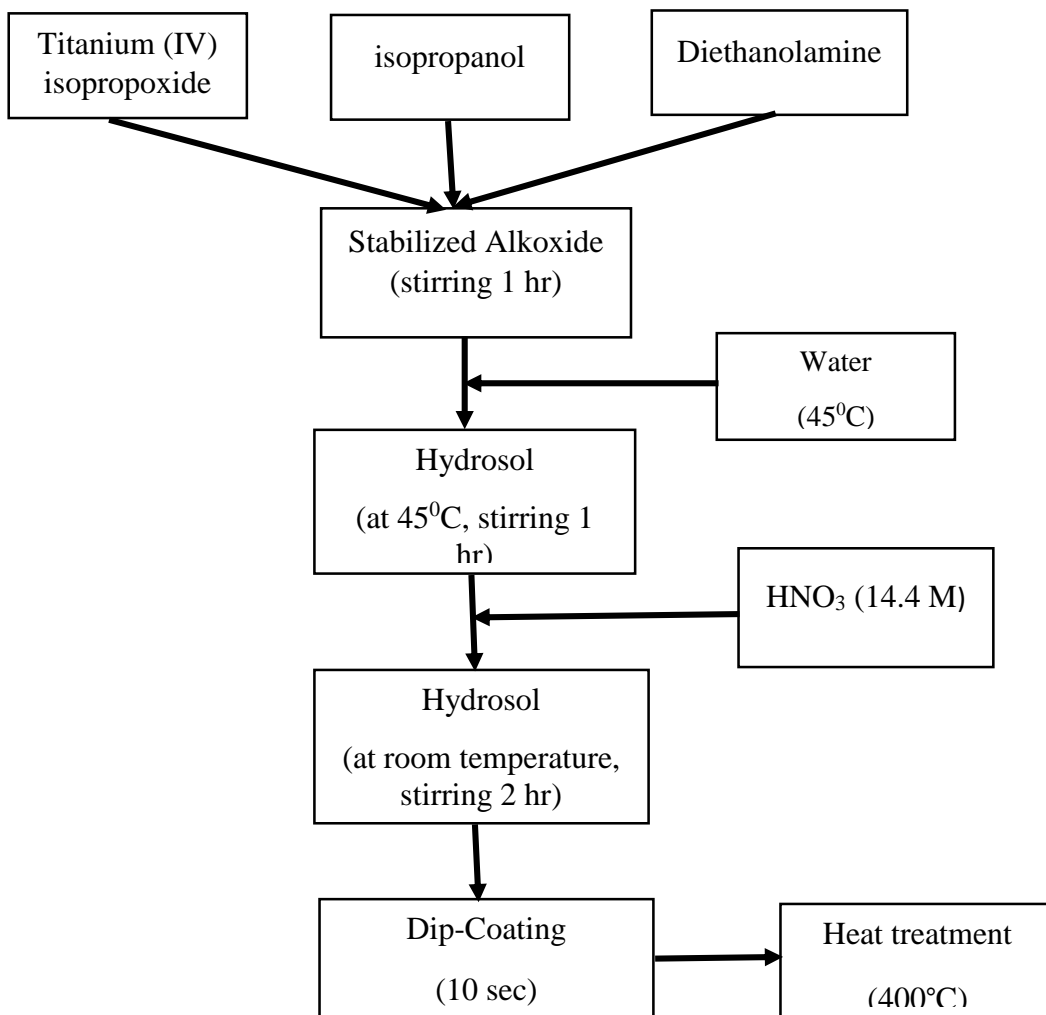 Titanium (IV)
isopropoxide
isopropanol
Diethanolamine
Stabilized Alkoxide
(stirring 1 hr)
Water
(45⁰C)
Hydrosol
(at 45⁰C, stirring 1
hr)
HNO₃ (14.4 M)
Hydrosol
(at room temperature,
stirring 2 hr)
Dip-Coating
(10 sec)
Heat treatment
(400°C)